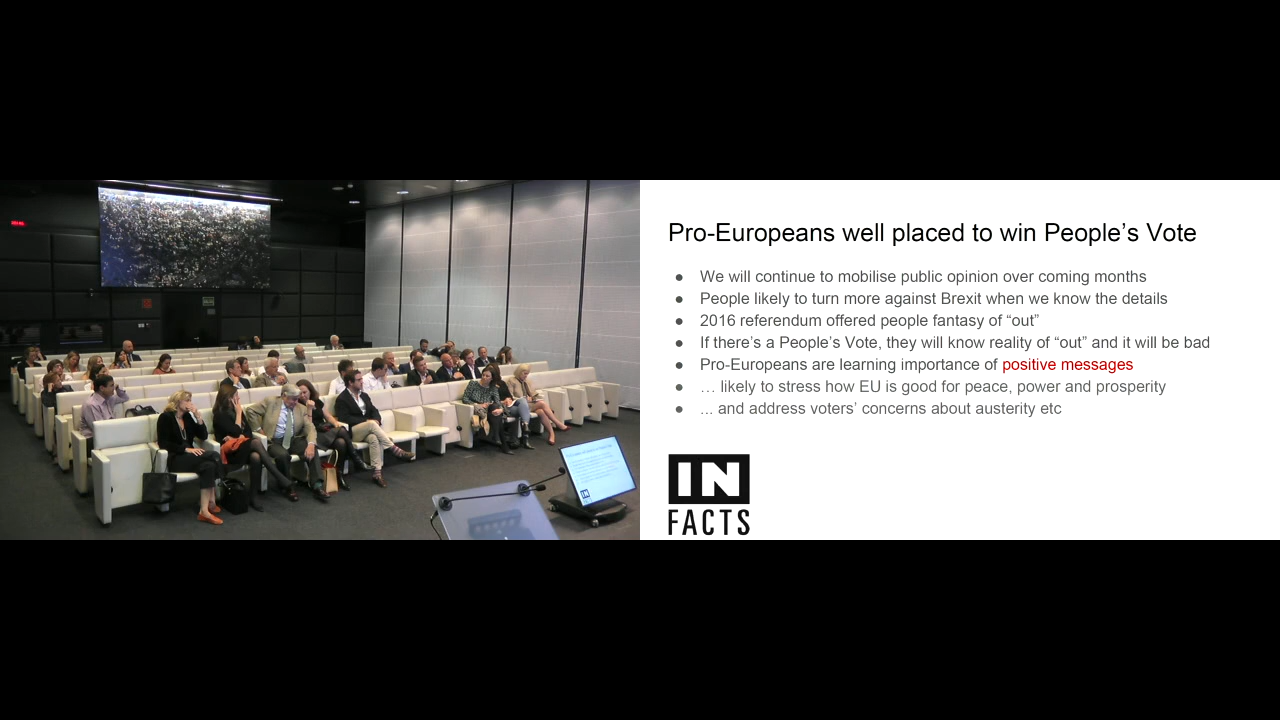 Pro-Europeans well placed to win People’s Vote
● We will continue to mobilise public opinion over coming months
● People likely to turn more against Brexit when we know the details
● 2016 referendum offered people fantasy of “out”
● If there’s a People’s Vote, they will know reality of “out” and it will be bad
● Pro-Europeans are learning importance of positive messages
● … likely to stress how EU is good for peace, power and prosperity
● ... and address voters’ concerns about austerity etc
IN
FACTS